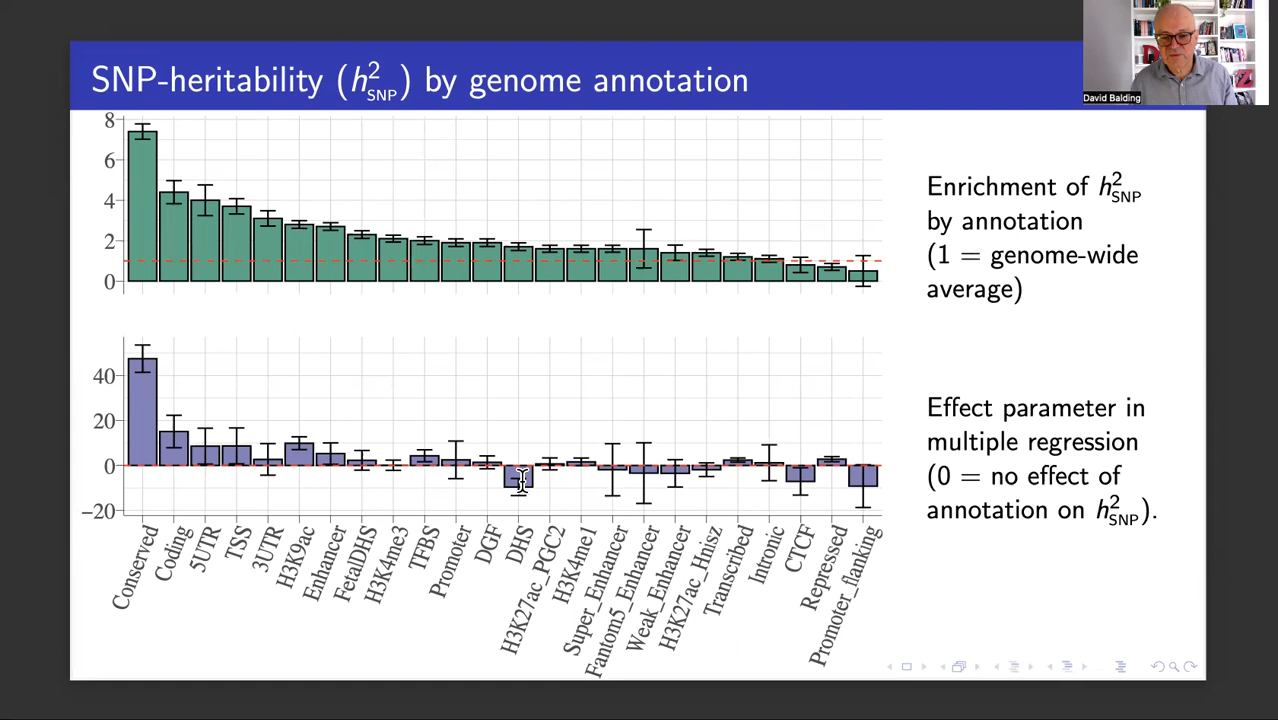 SNP-heritability (h²SNP) by genome annotation
David Balding
8
6
4
2
0
Enrichment of h²SNP
by annotation
(1 = genome-wide
average)
40
20
0
−20
Effect parameter in
multiple regression
(0 = no effect of
annotation on h²SNP).
Conserved
Coding
5UTR
TSS
3UTR
H3K9ac
Enhancer
FetalDHS
H3K4me3
TFBS
Promoter
DGF
DHS
H3K27ac_PGC2
H3K4me1
Super_Enhancer
Fantom5_Enhancer
Weak_Enhancer
H3K27ac_Hnisz
Transcribed
Intronic
CTCF
Repressed
Promoter_flanking